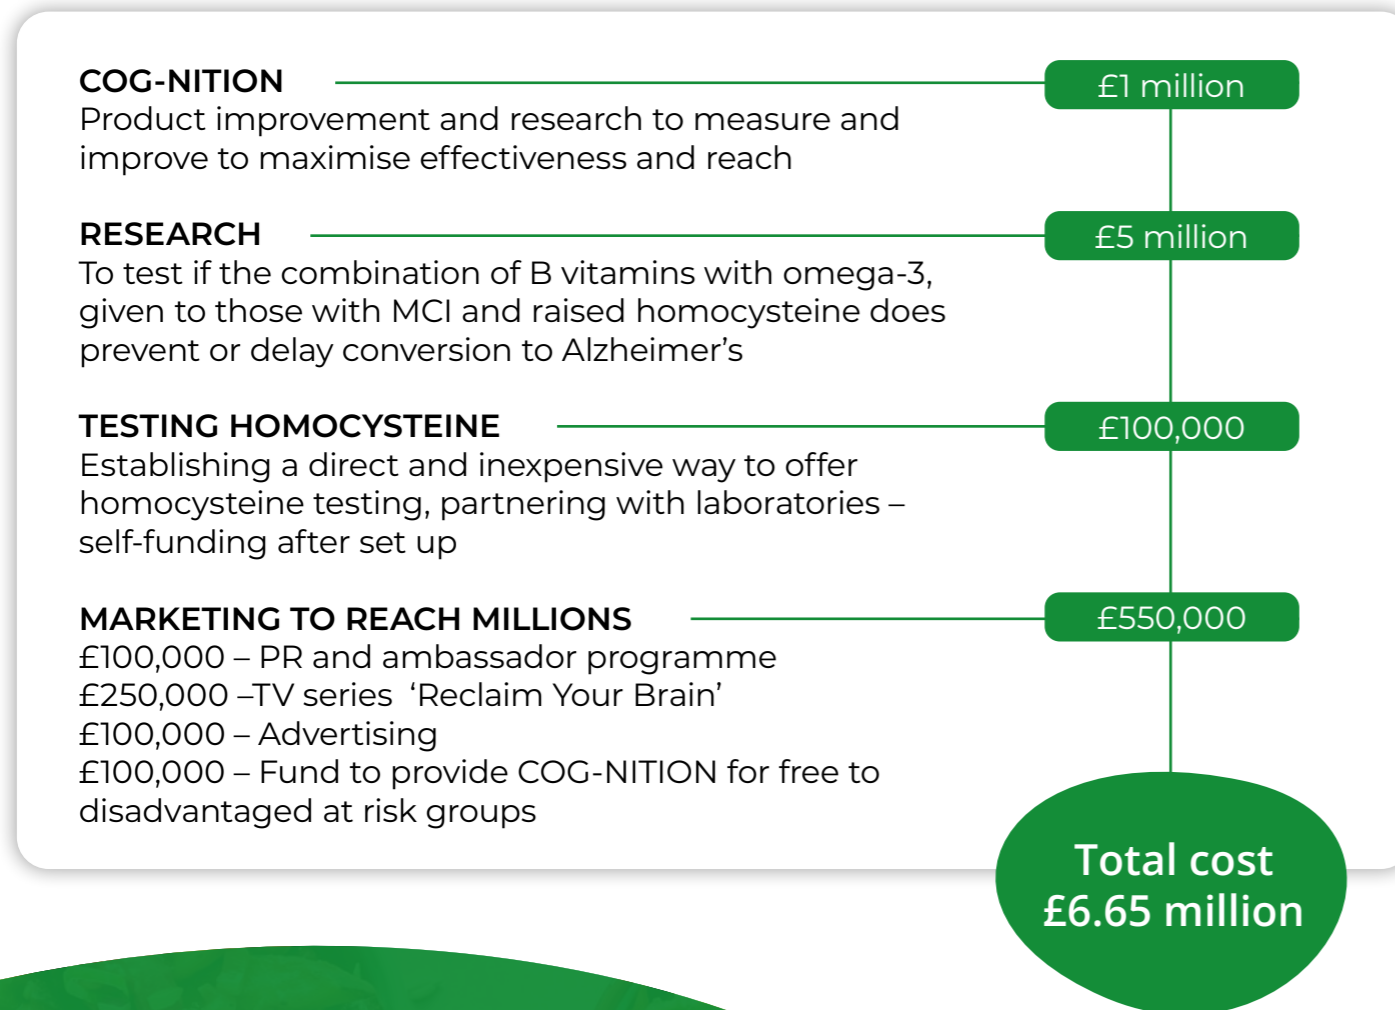 COG-NITION
£1 million
Product improvement and research to measure and
improve to maximise effectiveness and reach
RESEARCH
£5 million
To test if the combination of B vitamins with omega-3,
given to those with MCI and raised homocysteine does
prevent or delay conversion to Alzheimer’s
TESTING HOMOCYSTEINE
£100,000
Establishing a direct and inexpensive way to offer
homocysteine testing, partnering with laboratories –
self-funding after set up
MARKETING TO REACH MILLIONS
£550,000
£100,000 – PR and ambassador programme
£250,000 –TV series ‘Reclaim Your Brain’
£100,000 – Advertising
£100,000 – Fund to provide COG-NITION for free to
disadvantaged at risk groups
Total cost
£6.65 million